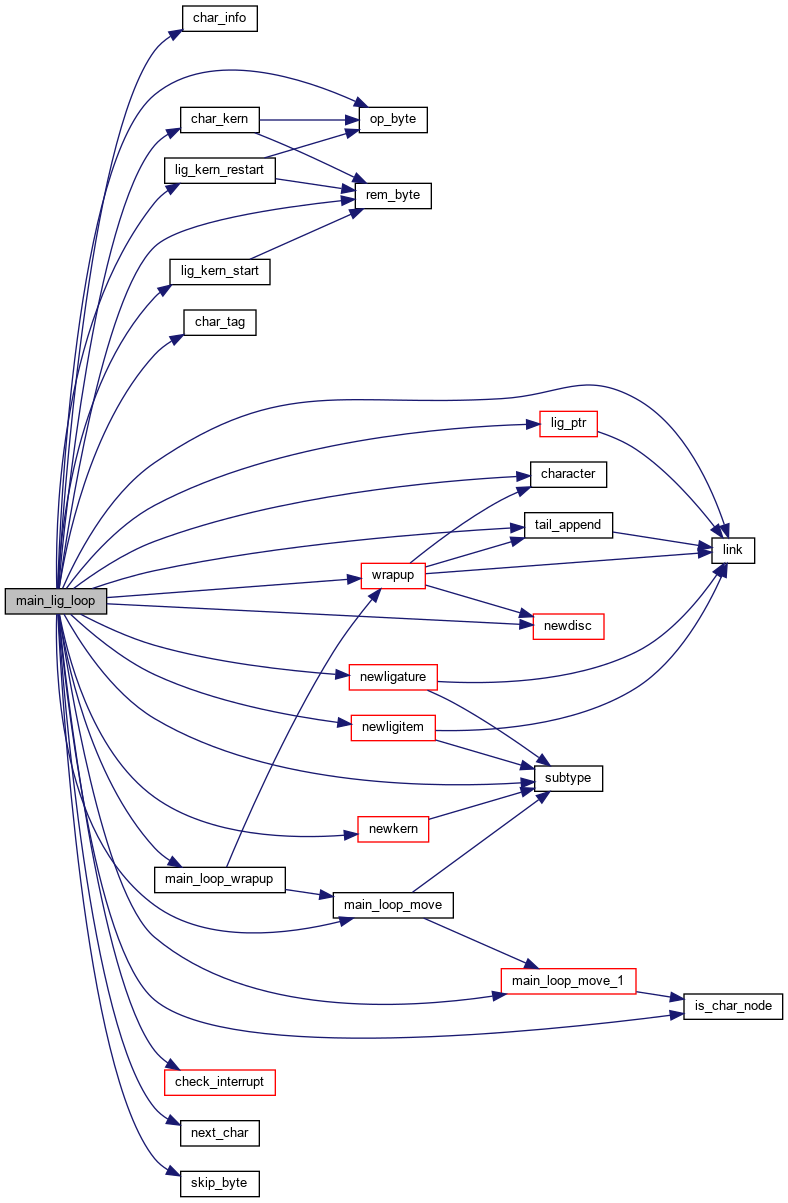 char_info
char_kern
op_byte
lig_kern_restart
rem_byte
lig_kern_start
char_tag
lig_ptr
character
tail_append
link
wrapup
main_lig_loop
newdisc
newligature
newligitem
subtype
newkern
main_loop_wrapup
main_loop_move
main_loop_move_1
is_char_node
check_interrupt
next_char
skip_byte